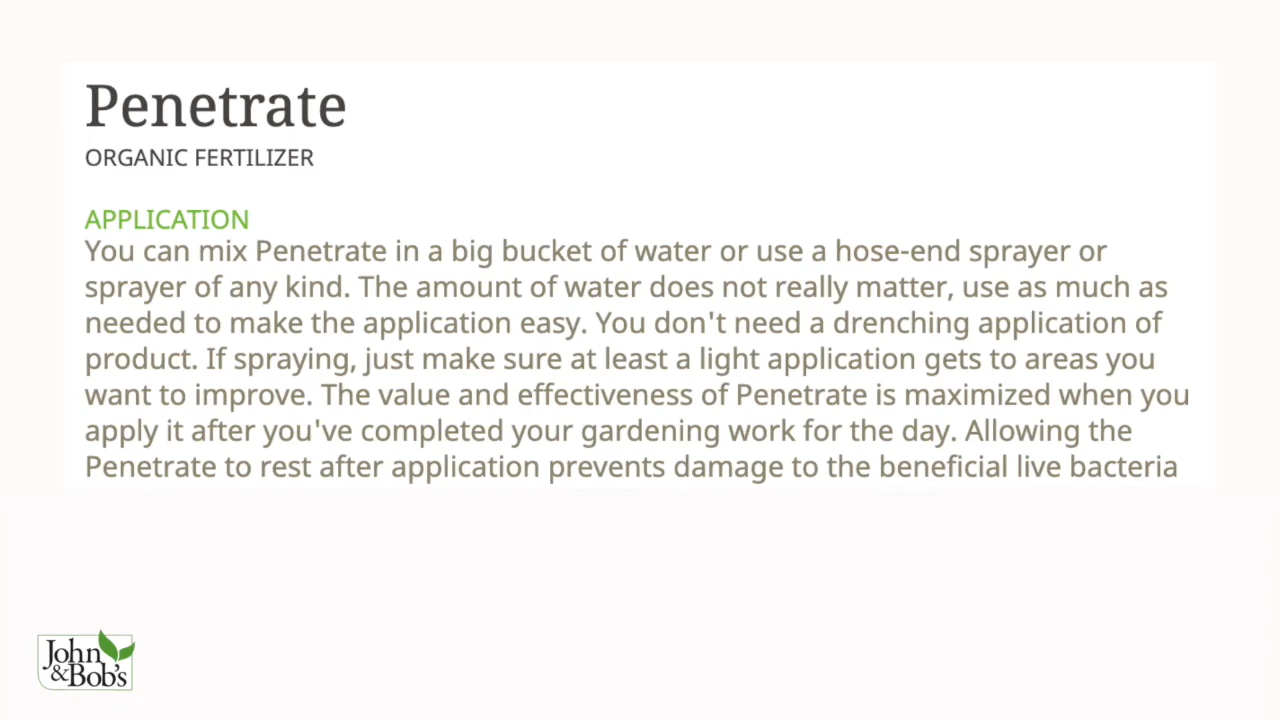 Penetrate
ORGANIC FERTILIZER
APPLICATION
You can mix Penetrate in a big bucket of water or use a hose-end sprayer or
sprayer of any kind. The amount of water does not really matter, use as much as
needed to make the application easy. You don't need a drenching application of
product. If spraying, just make sure at least a light application gets to areas you
want to improve. The value and effectiveness of Penetrate is maximized when you
apply it after you've completed your gardening work for the day. Allowing the
Penetrate to rest after application prevents damage to the beneficial live bacteria
John
&Bob's